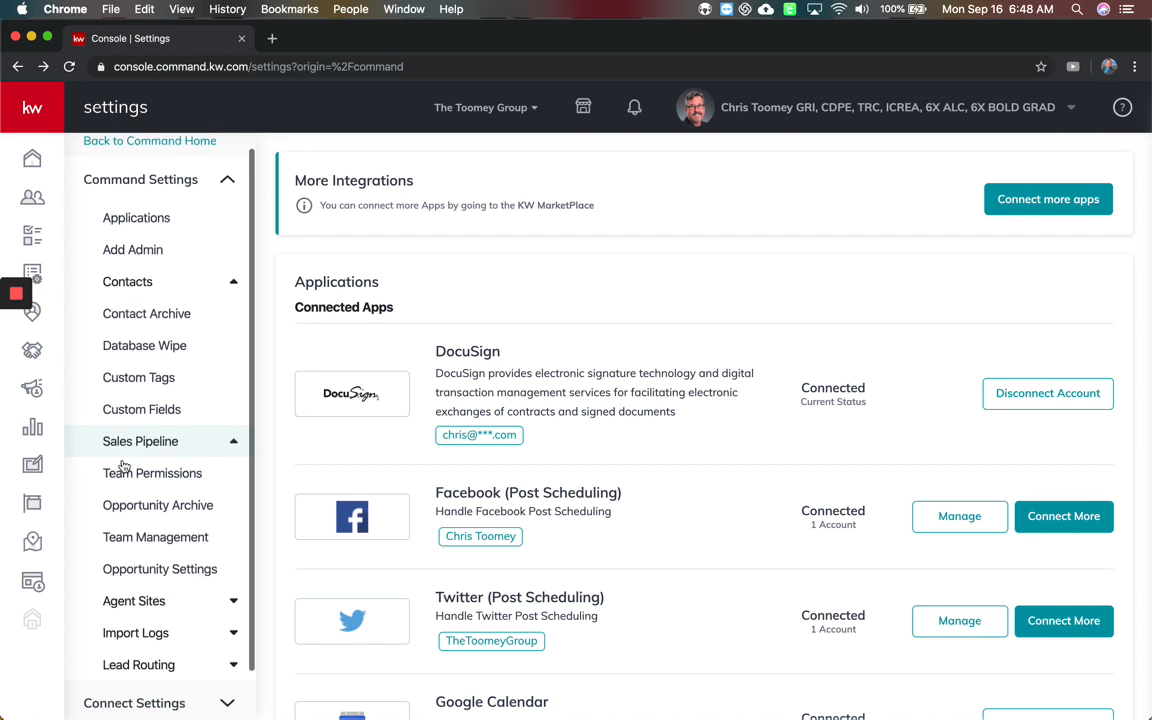 Chrome File Edit View History Bookmarks People Window Help 100% Mon Sep 16 6:48 AM
kw Console | Settings
console.command.kw.com/settings?origin=%2Fcommand
kw settings The Toomey Group Chris Toomey GRI, CDPE, TRC, ICREA, 6X ALC, 6X BOLD GRAD ?
Back to Command Home
Command Settings
Applications
Add Admin
Contacts
Contact Archive
Database Wipe
Custom Tags
Custom Fields
Sales Pipeline
Team Permissions
Opportunity Archive
Team Management
Opportunity Settings
Agent Sites
Import Logs
Lead Routing
Connect Settings
More Integrations
You can connect more Apps by going to the KW MarketPlace
Connect more apps
Applications
Connected Apps
DocuSign
DocuSign
DocuSign provides electronic signature technology and digital
transaction management services for facilitating electronic
exchanges of contracts and signed documents
chris@***.com
Connected
Current Status
Disconnect Account
Facebook (Post Scheduling)
Handle Facebook Post Scheduling
Chris Toomey
Connected
1 Account
Manage
Connect More
Twitter (Post Scheduling)
Handle Twitter Post Scheduling
TheToomeyGroup
Connected
1 Account
Manage
Connect More
Google Calendar
Connected